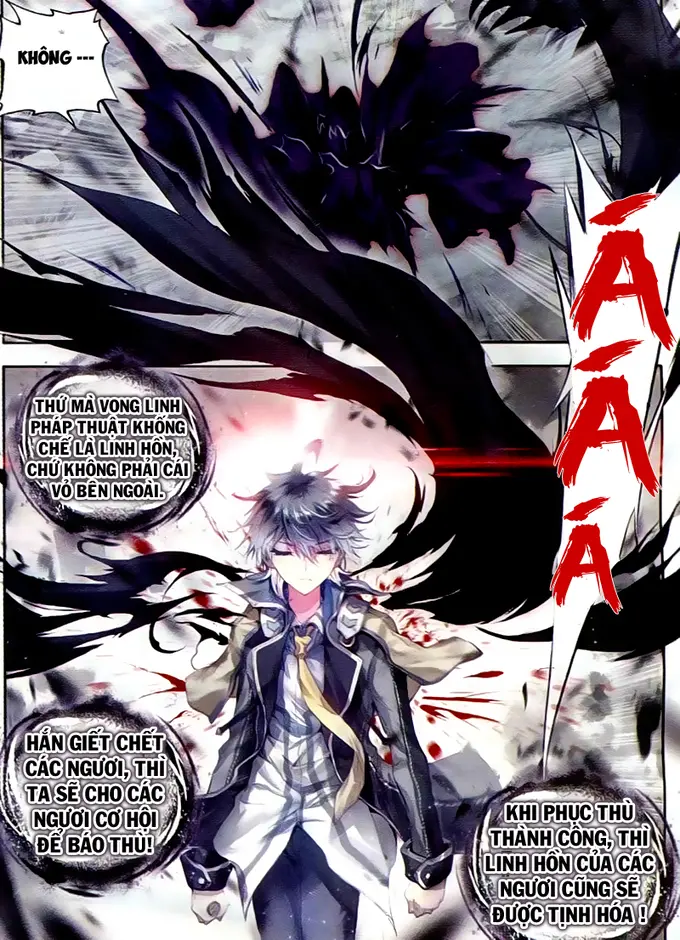 KHÔNG ---
Á
Á
Á
THỨ MÀ VONG LINH
PHÁP THUẬT KHỐNG
CHẾ LÀ LINH HỒN,
CHỨ KHÔNG PHẢI CÁI
VỎ BÊN NGOÀI.
HẮN GIẾT CHẾT
CÁC NGƯƠI, THÌ
TA SẼ CHO CÁC
NGƯƠI CƠ HỘI
ĐỂ BÁO THÙ!
KHI PHỤC THÙ
THÀNH CÔNG, THÌ
LINH HỒN CỦA CÁC
NGƯƠI CŨNG SẼ
ĐƯỢC TỊNH HÓA !